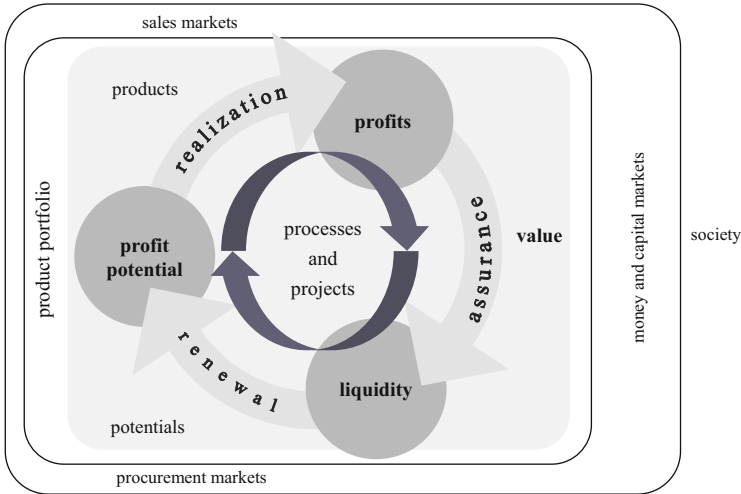 sales markets
products
realization
profits
product portfolio
profit
potential
processes
and
projects
assurance
value
money and capital markets
society
renewal
liquidity
potentials
procurement markets